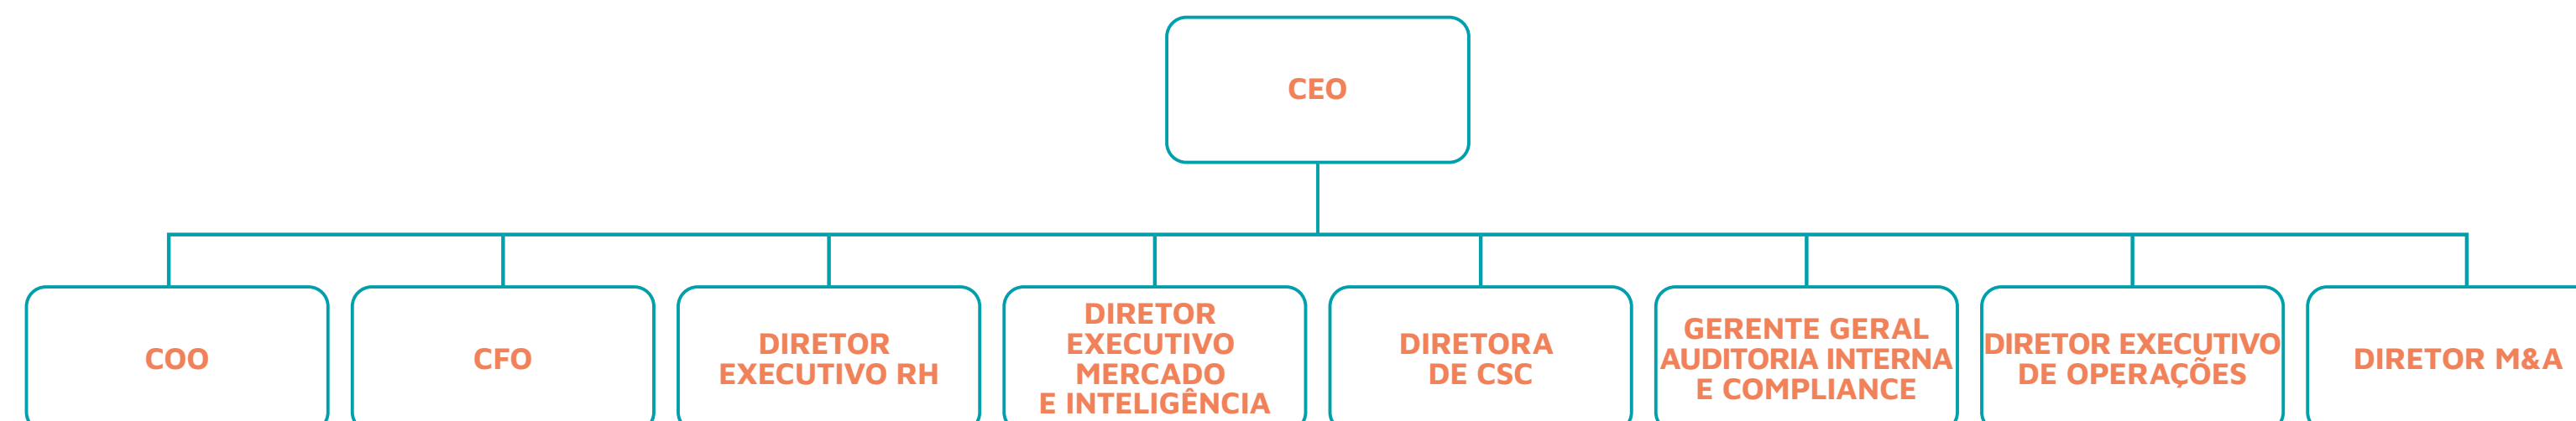 CEO
COO
CFO
DIRETOR
EXECUTIVO RH
DIRETOR
EXECUTIVO
MERCADO
E INTELIGÊNCIA
DIRETORA
DE CSC
GERENTE GERAL
AUDITORIA INTERNA
E COMPLIANCE
DIRETOR EXECUTIVO
DE OPERAÇÕES
DIRETOR M&A